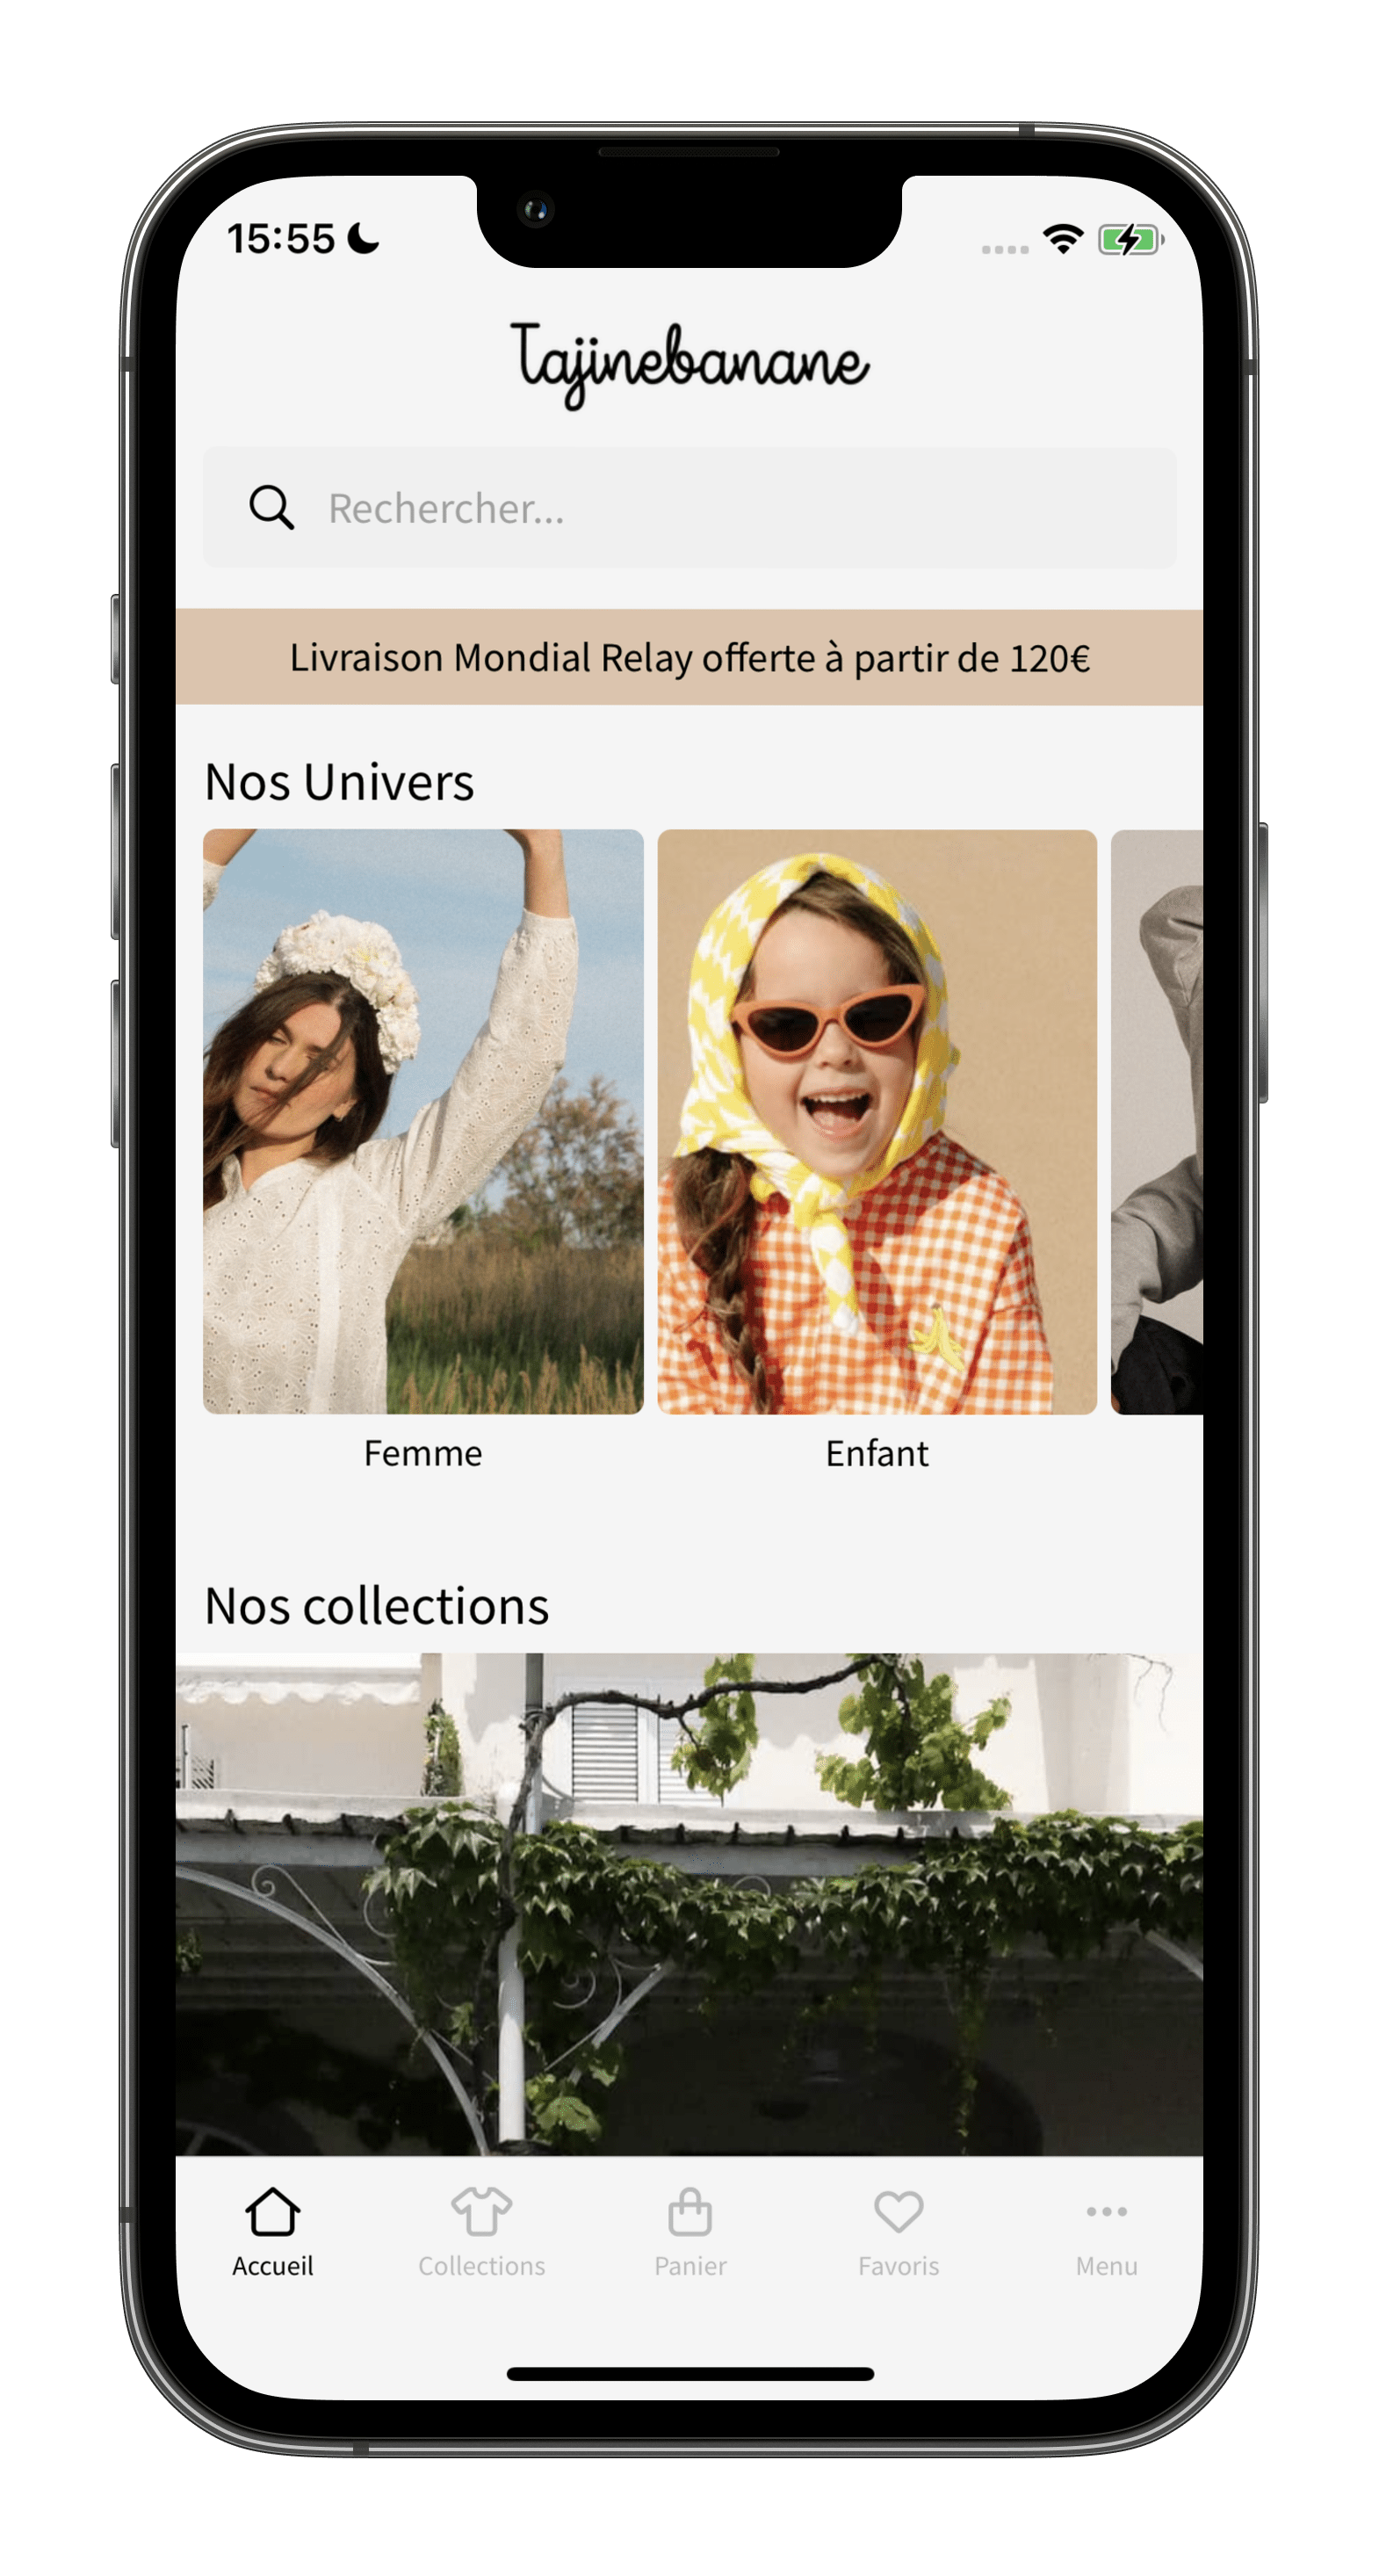 15:55
Tajinebanane
Rechercher...
Livraison Mondial Relay offerte à partir de 120€
Nos Univers
Femme
Enfant
Nos collections
Accueil
Collections
Panier
Favoris
Menu